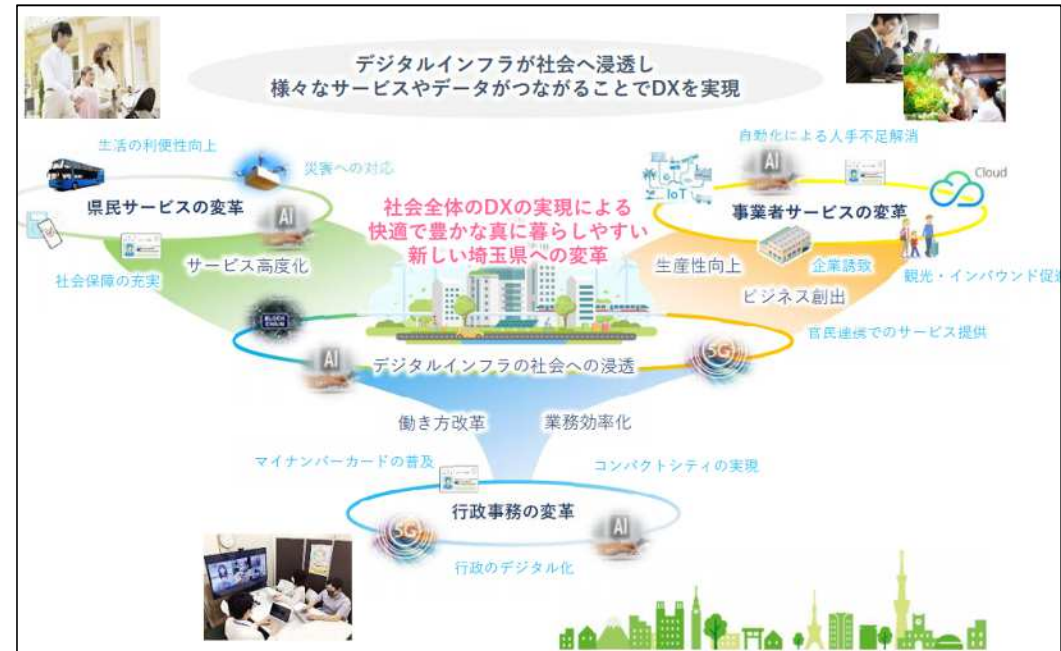 デジタルインフラが社会へ浸透し
様々なサービスやデータがつながることでDXを実現
生活の利便性向上
災害への対応
県民サービスの変革
AI
サービス高度化
社会保障の充実
社会全体のDXの実現による
快適で豊かな真に暮らしやすい
新しい埼玉県への変革
自動化による人手不足解消
IoT
AI
Cloud
事業者サービスの変革
生産性向上
企業誘致
観光・インバウンド促進
ビジネス創出
官民連携でのサービス提供
BLOCK
CHAIN
AI
デジタルインフラの社会への浸透
5G
働き方改革
業務効率化
マイナンバーカードの普及
コンパクトシティの実現
行政事務の変革
5G
AI
行政のデジタル化